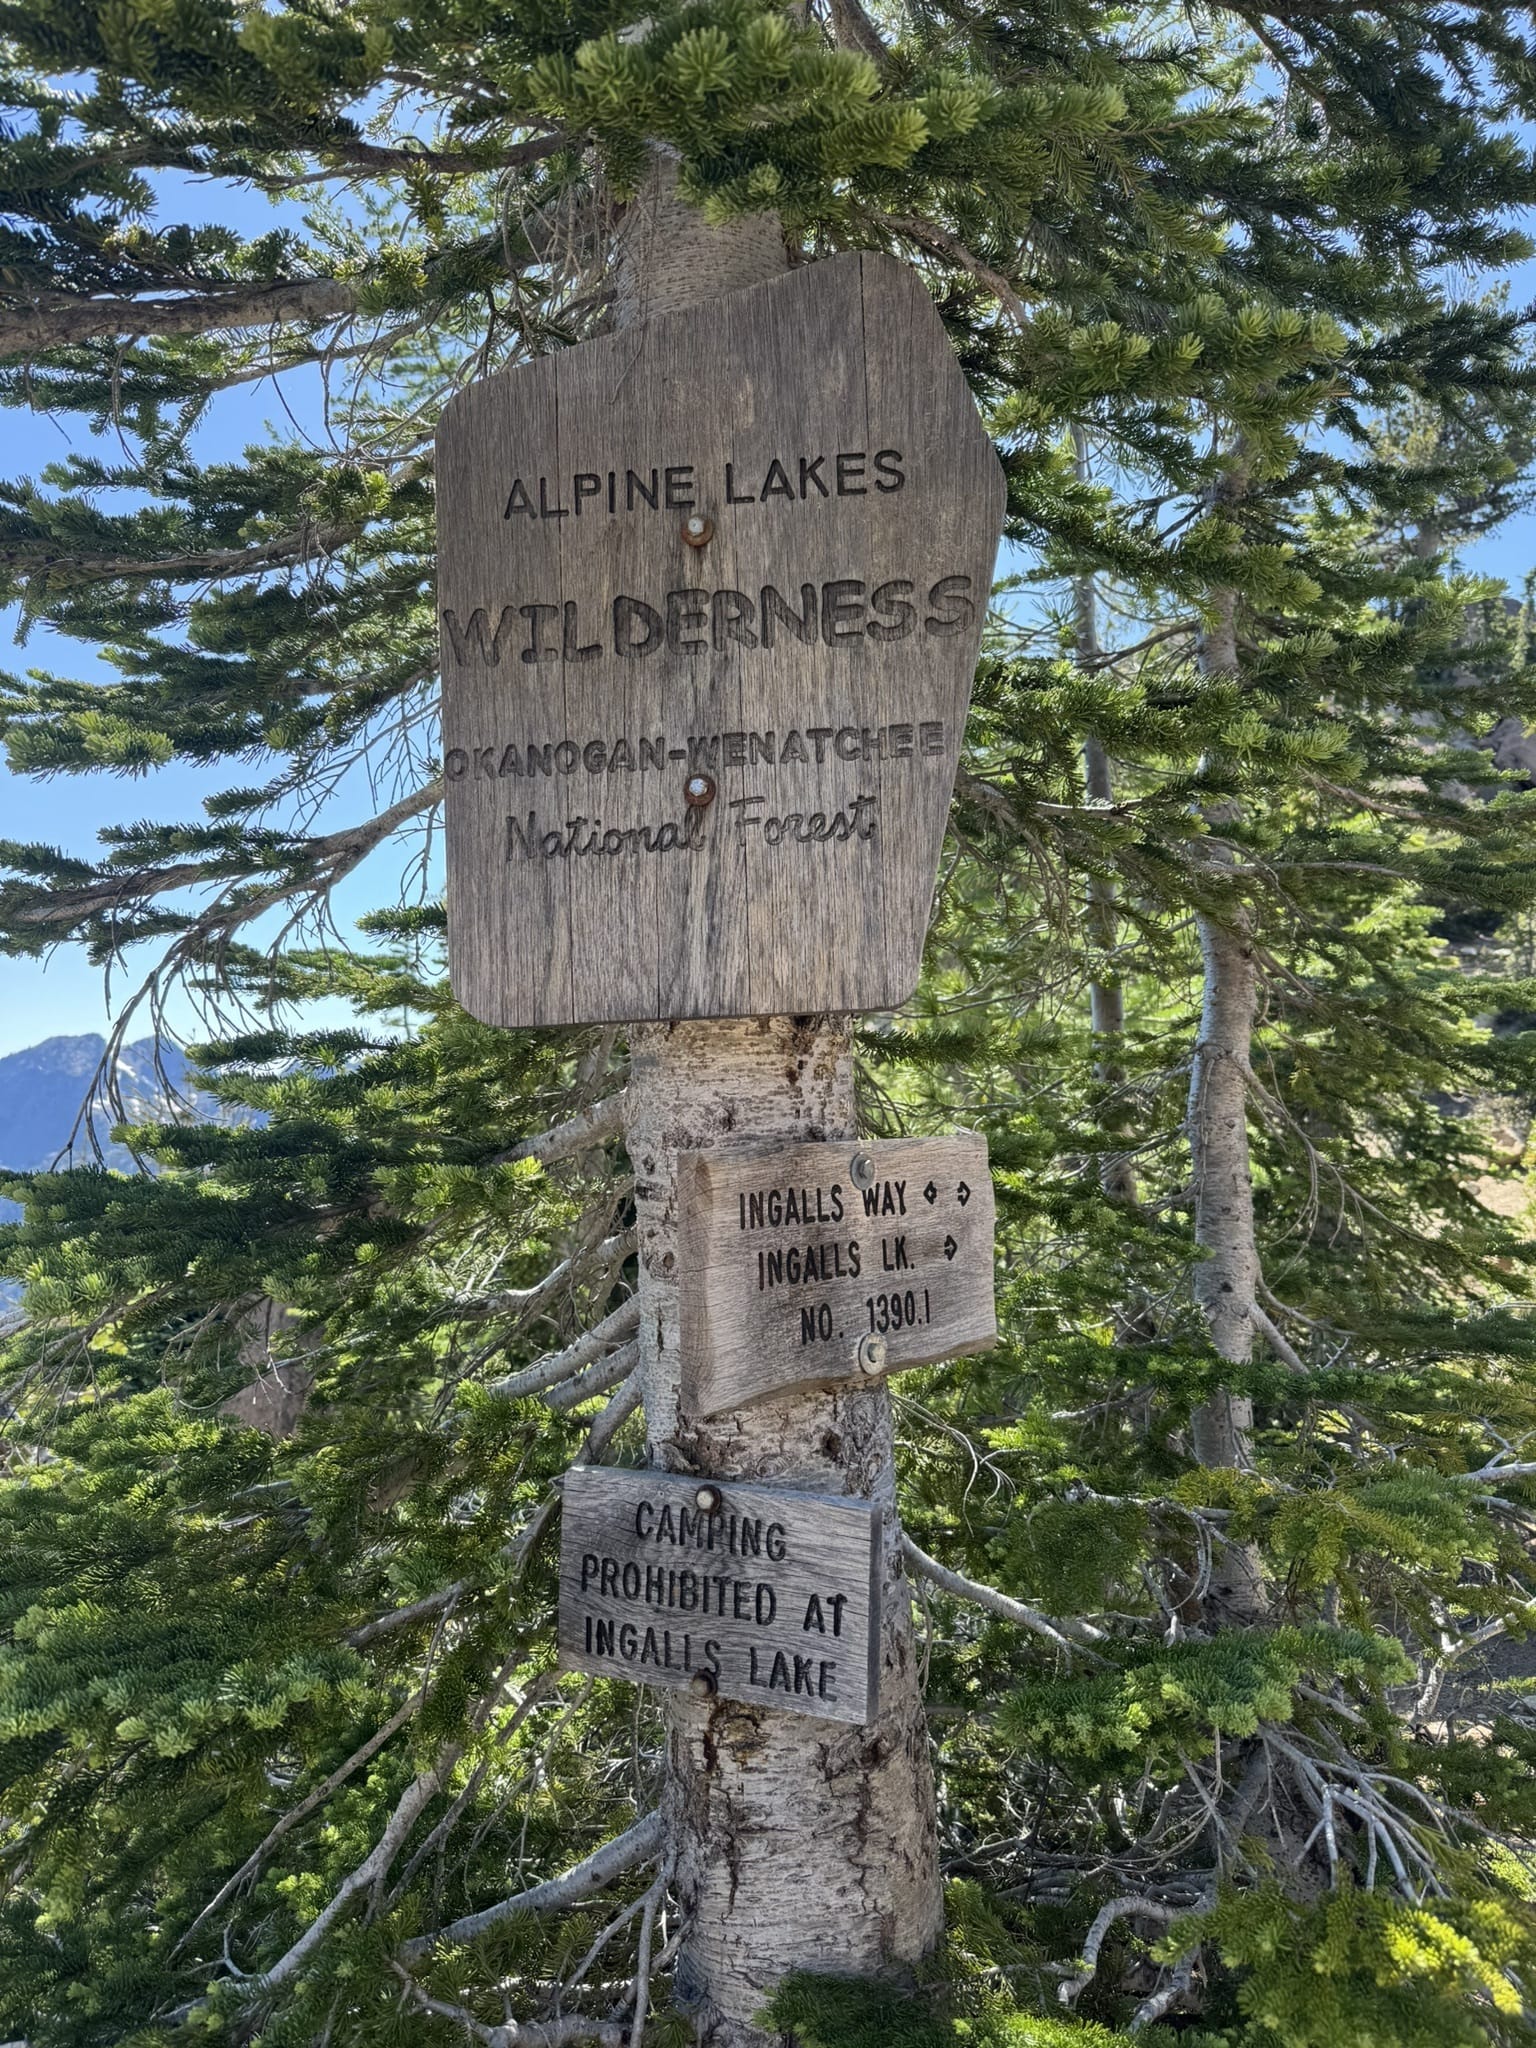 ALPINE LAKES
WILDERNESS
OKANOGAN-WENATCHEE
National Forest
INGALLS WAY
INGALLS LK.
NO. 1390.1
CAMPING
PROHIBITED AT
INGALLS LAKE